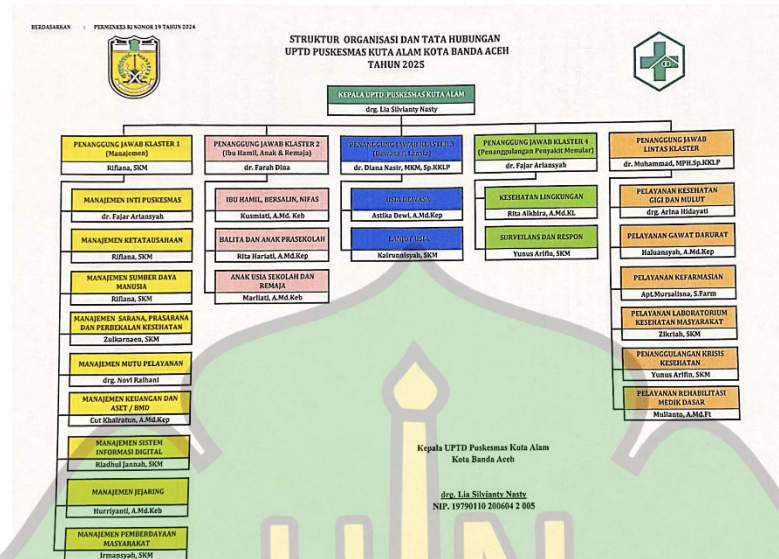 BERDASARKAN : PERMENKES RI NOMOR 19 TAHUN 2024
STRUKTUR ORGANISASI DAN TATA HUBUNGAN
UPTD PUSKESMAS KUTA ALAM KOTA BANDA ACEH
TAHUN 2025
KEPALA UPTD PUSKESMAS KUTA ALAM
drg. Lia Silvianty Nasty
PENANGGUNG JAWAB KLASTER 1
(Manajemen)
Rifiana, SKM
MANAJEMEN INTI PUSKESMAS
dr. Fajar Ariansyah
MANAJEMEN KETATAUSAHAAN
Rifiana, SKM
MANAJEMEN SUMBER DAYA
MANUSIA
Rifiana, SKM
MANAJEMEN SARANA, PRASARANA
DAN PERBEKALAN KESEHATAN
Zulkarnaen, SKM
MANAJEMEN MUTU PELAYANAN
drg. Novi Raihani
MANAJEMEN KEUANGAN DAN
ASET / BMD
Cut Khairatun, A.Md.Kep
MANAJEMEN SISTEM
INFORMASI DIGITAL
Riadhul Jannah, SKM
MANAJEMEN JEJARING
Hurriyanti, A.Md.Keb
MANAJEMEN PEMBERDAYAAN
MASYARAKAT
Irmansyah, SKM
PENANGGUNG JAWAB KLASTER 2
(Ibu Hamil, Anak & Remaja)
dr. Farah Dina
IBU HAMIL, BERSALIN, NIFAS
Kusmiati, A.Md. Keb
BALITA DAN ANAK PRASEKOLAH
Rita Hariati, A.Md.Kep
ANAK USIA SEKOLAH DAN
REMAJA
Marliati, A.Md.Keb
PENANGGUNG JAWAB KLASTER 3
(Dewasa & Lansia)
dr. Diana Nasir, MKM, Sp.KKLP
USIA DEWASA
Astika Dewi, A.Md.Kep
LANJUT USIA
Kairunnisyah, SKM
PENANGGUNG JAWAB KLASTER 4
(Penanggulangan Penyakit Menular)
dr. Fajar Ariansyah
KESEHATAN LINGKUNGAN
Rita Alkhira, A.Md.KL
SURVEILANS DAN RESPON
Yunus Arifin, SKM
PENANGGUNG JAWAB
LINTAS KLASTER
dr. Muhammad, MPH.Sp.KKLP
PELAYANAN KESEHATAN
GIGI DAN MULUT
drg. Arina Hidayati
PELAYANAN GAWAT DARURAT
Haluansyah, A.Md.Kep
PELAYANAN KEFARMASIAN
Apt.Mursalisna, S.Farm
PELAYANAN LABORATORIUM
KESEHATAN MASYARAKAT
Zikriah, SKM
PENANGGULANGAN KRISIS
KESEHATAN
Yunus Arifin, SKM
PELAYANAN REHABILITASI
MEDIK DASAR
Mulianto, A.Md.Ft
Kepala UPTD Puskesmas Kuta Alam
Kota Banda Aceh
drg. Lia Silvianty Nasty
NIP. 19790110 200604 2 005